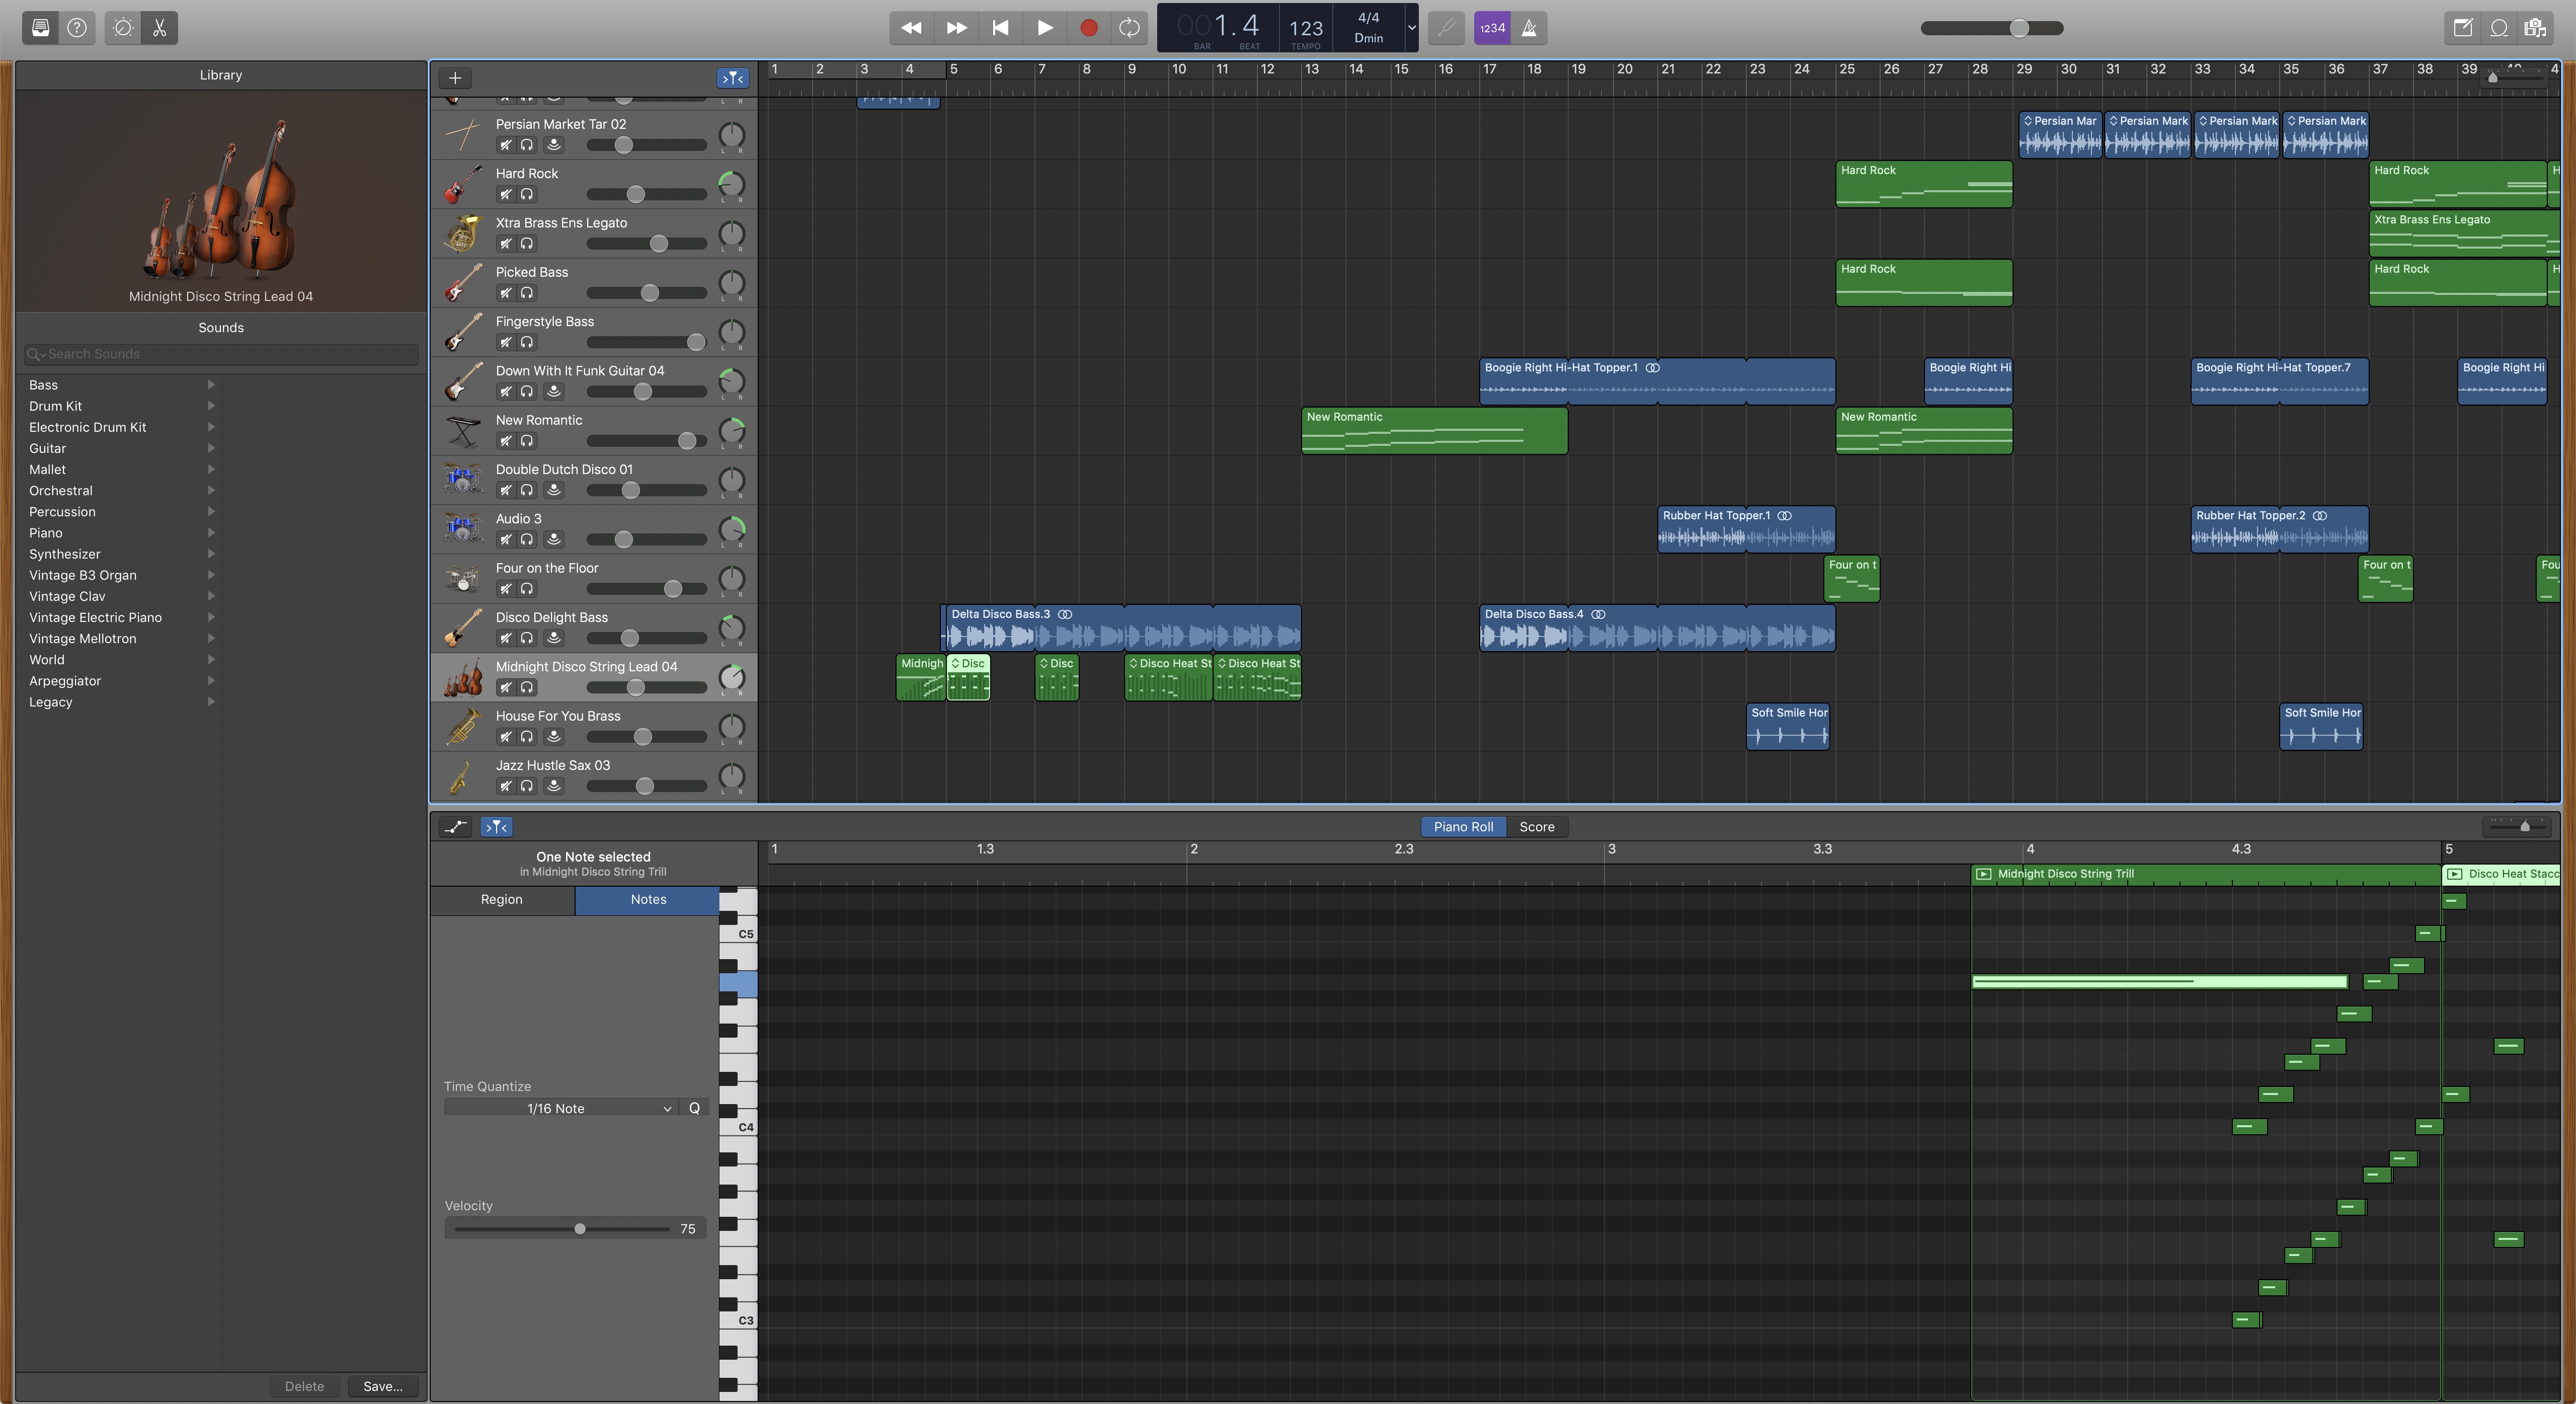 001.4
BAR BEAT
123
TEMPO
4/4
Dmin
1234
Library
Midnight Disco String Lead 04
Sounds
Search Sounds
Bass
Drum Kit
Electronic Drum Kit
Guitar
Mallet
Orchestral
Percussion
Piano
Synthesizer
Vintage B3 Organ
Vintage Clav
Vintage Electric Piano
Vintage Mellotron
World
Arpeggiator
Legacy
Delete
Save...
1 2 3 4 5 6 7 8 9 10 11 12 13 14 15 16 17 18 19 20 21 22 23 24 25 26 27 28 29 30 31 32 33 34 35 36 37 38 39 40 4
L R
Persian Market Tar 02
L R
Persian Mar
Persian Mark
Persian Mark
Persian Mark
Hard Rock
L R
Hard Rock
Hard Rock
H
Xtra Brass Ens Legato
L R
Xtra Brass Ens Legato
Picked Bass
L R
Hard Rock
Hard Rock
H
Fingerstyle Bass
L R
Down With It Funk Guitar 04
L R
Boogie Right Hi-Hat Topper.1
Boogie Right Hi
Boogie Right Hi-Hat Topper.7
Boogie Right Hi
New Romantic
L R
New Romantic
New Romantic
Double Dutch Disco 01
L R
Audio 3
L R
Rubber Hat Topper.1
Rubber Hat Topper.2
Four on the Floor
L R
Four on t
Four on t
Fou
Disco Delight Bass
L R
Delta Disco Bass.3
Delta Disco Bass.4
Midnight Disco String Lead 04
L R
Midnigh
Disc
Disc
Disco Heat St
Disco Heat St
House For You Brass
L R
Soft Smile Hor
Soft Smile Hor
Jazz Hustle Sax 03
L R
Piano Roll
Score
One Note selected
in Midnight Disco String Trill
Region
Notes
Time Quantize
1/16 Note
Q
Velocity
75
1 1.3 2 2.3 3 3.3 4 4.3 5
Midnight Disco String Trill
Disco Heat Stacc
C5
C4
C3